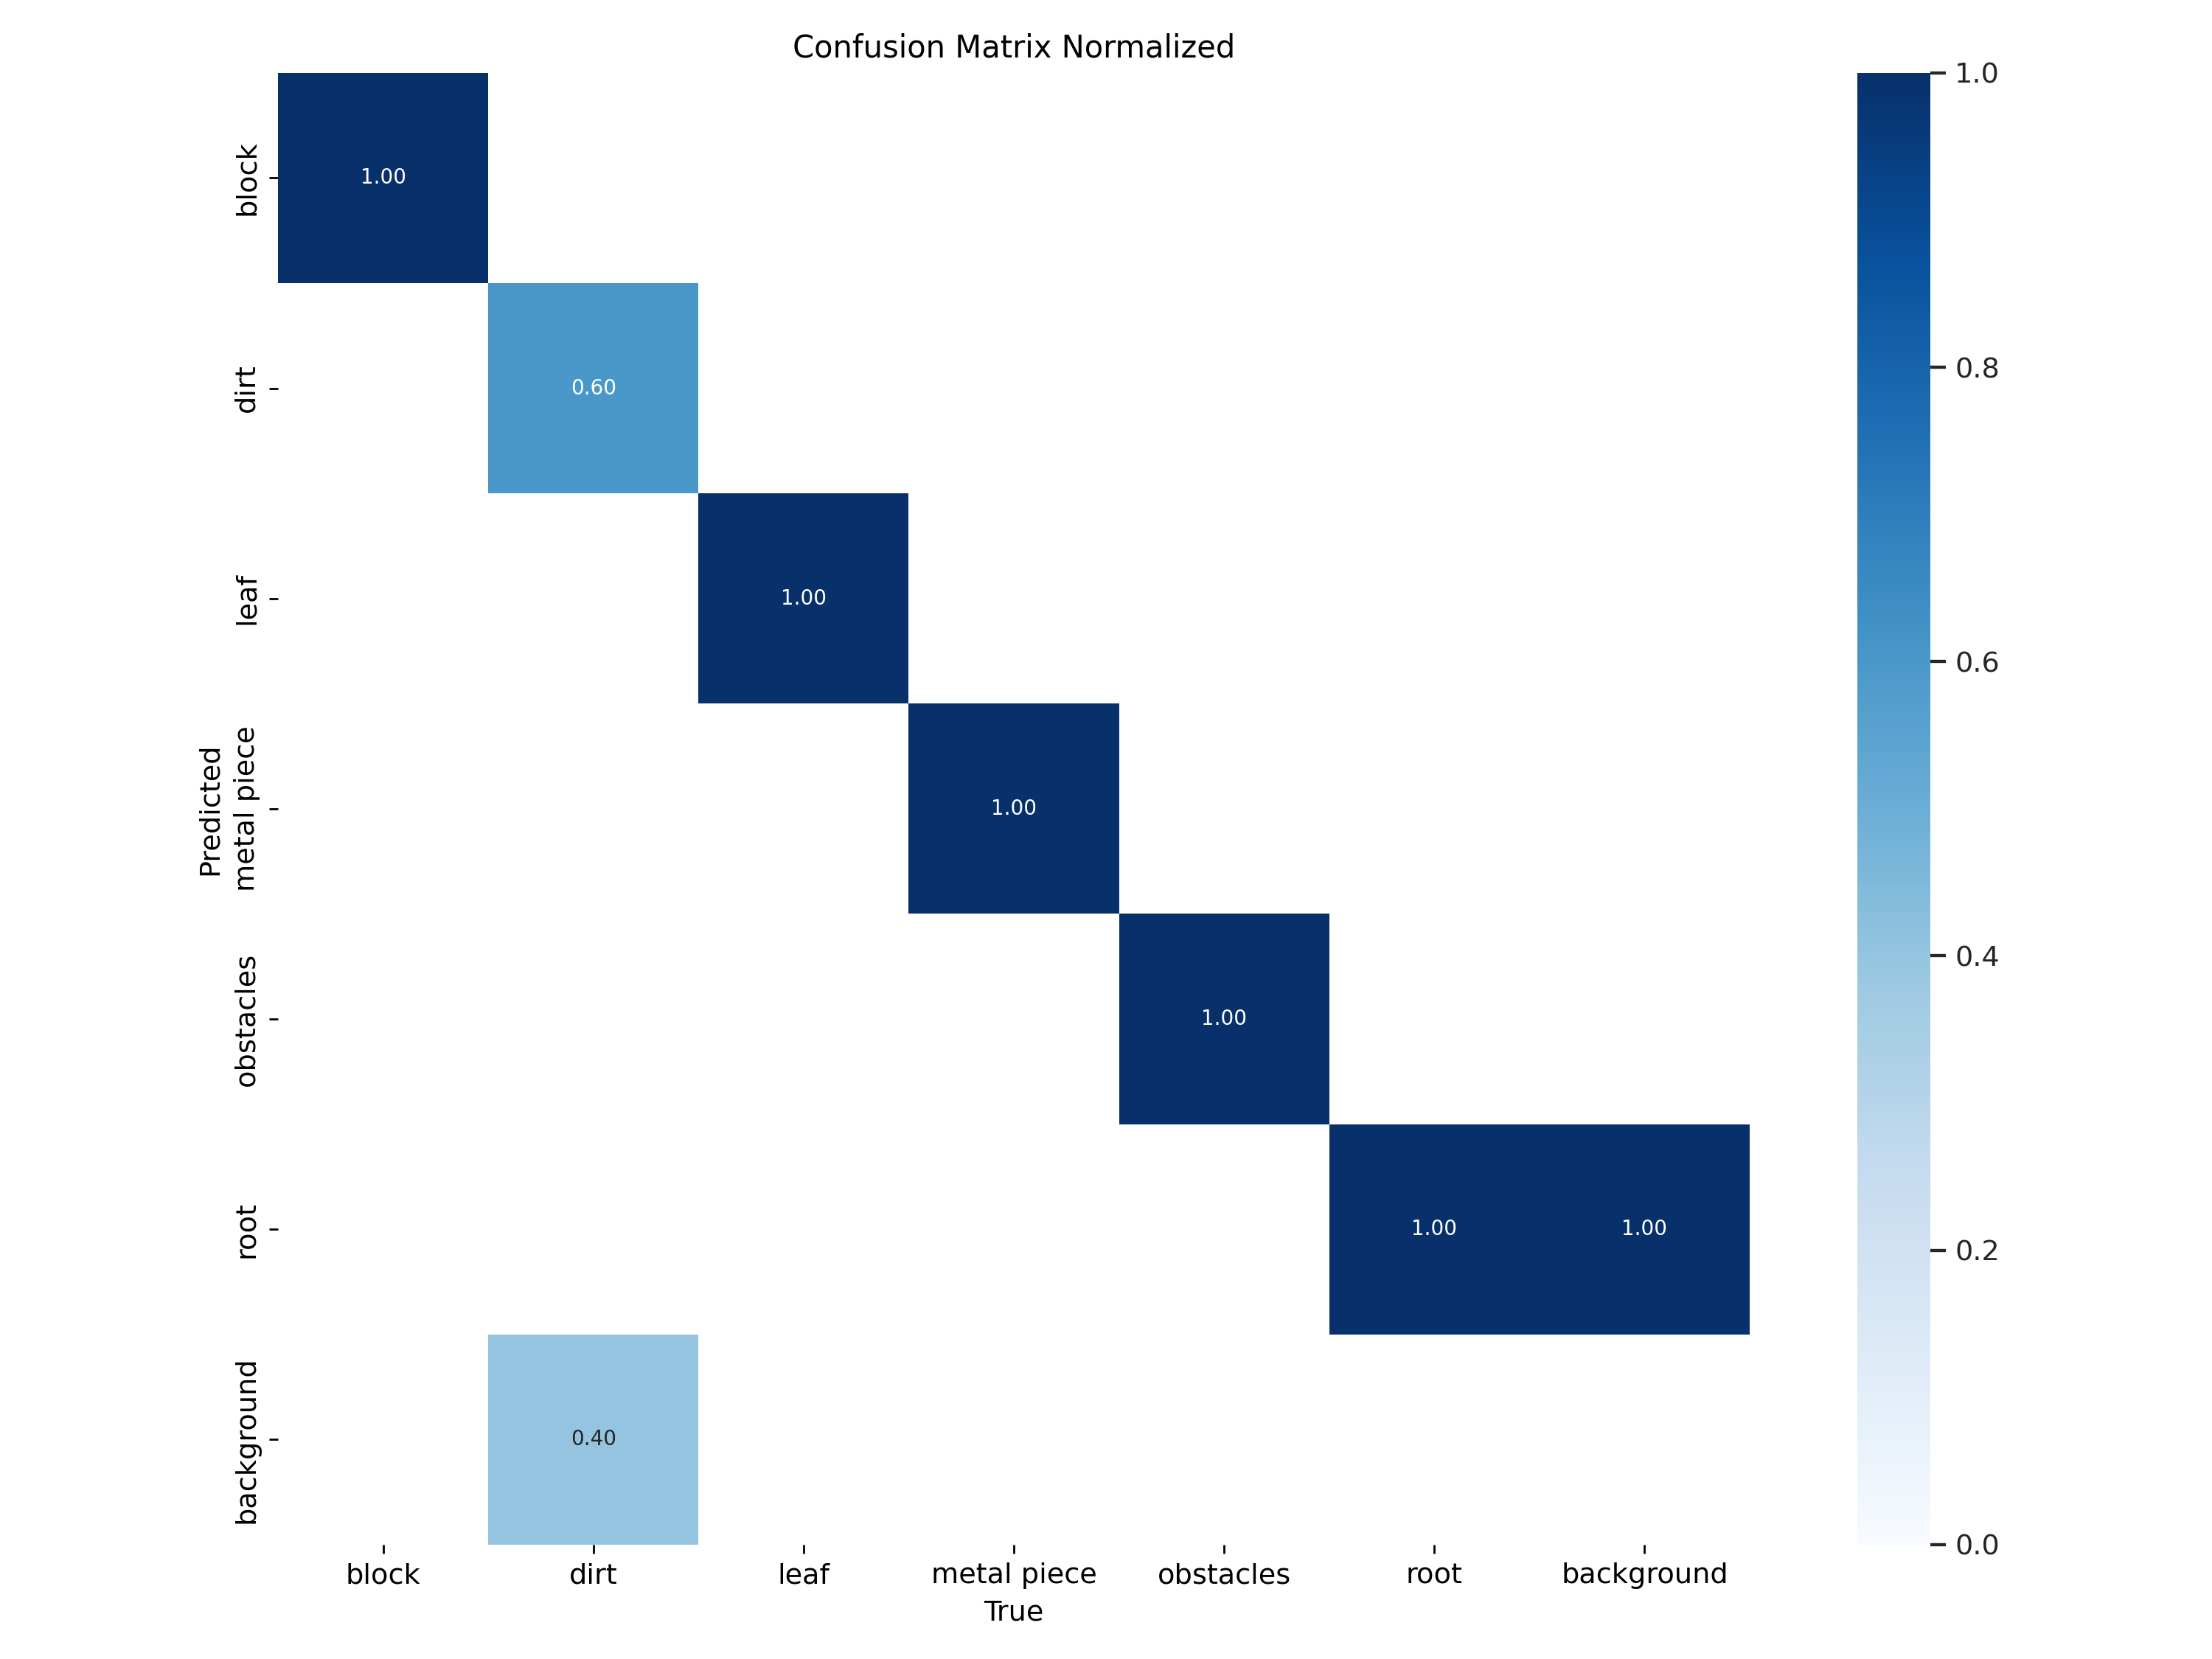 Confusion Matrix Normalized
block
1.00
dirt
0.60
leaf
1.00
Predicted
metal piece
1.00
obstacles
1.00
root
1.00 1.00
background
0.40
block dirt leaf metal piece obstacles root background
True
1.0
0.8
0.6
0.4
0.2
0.0